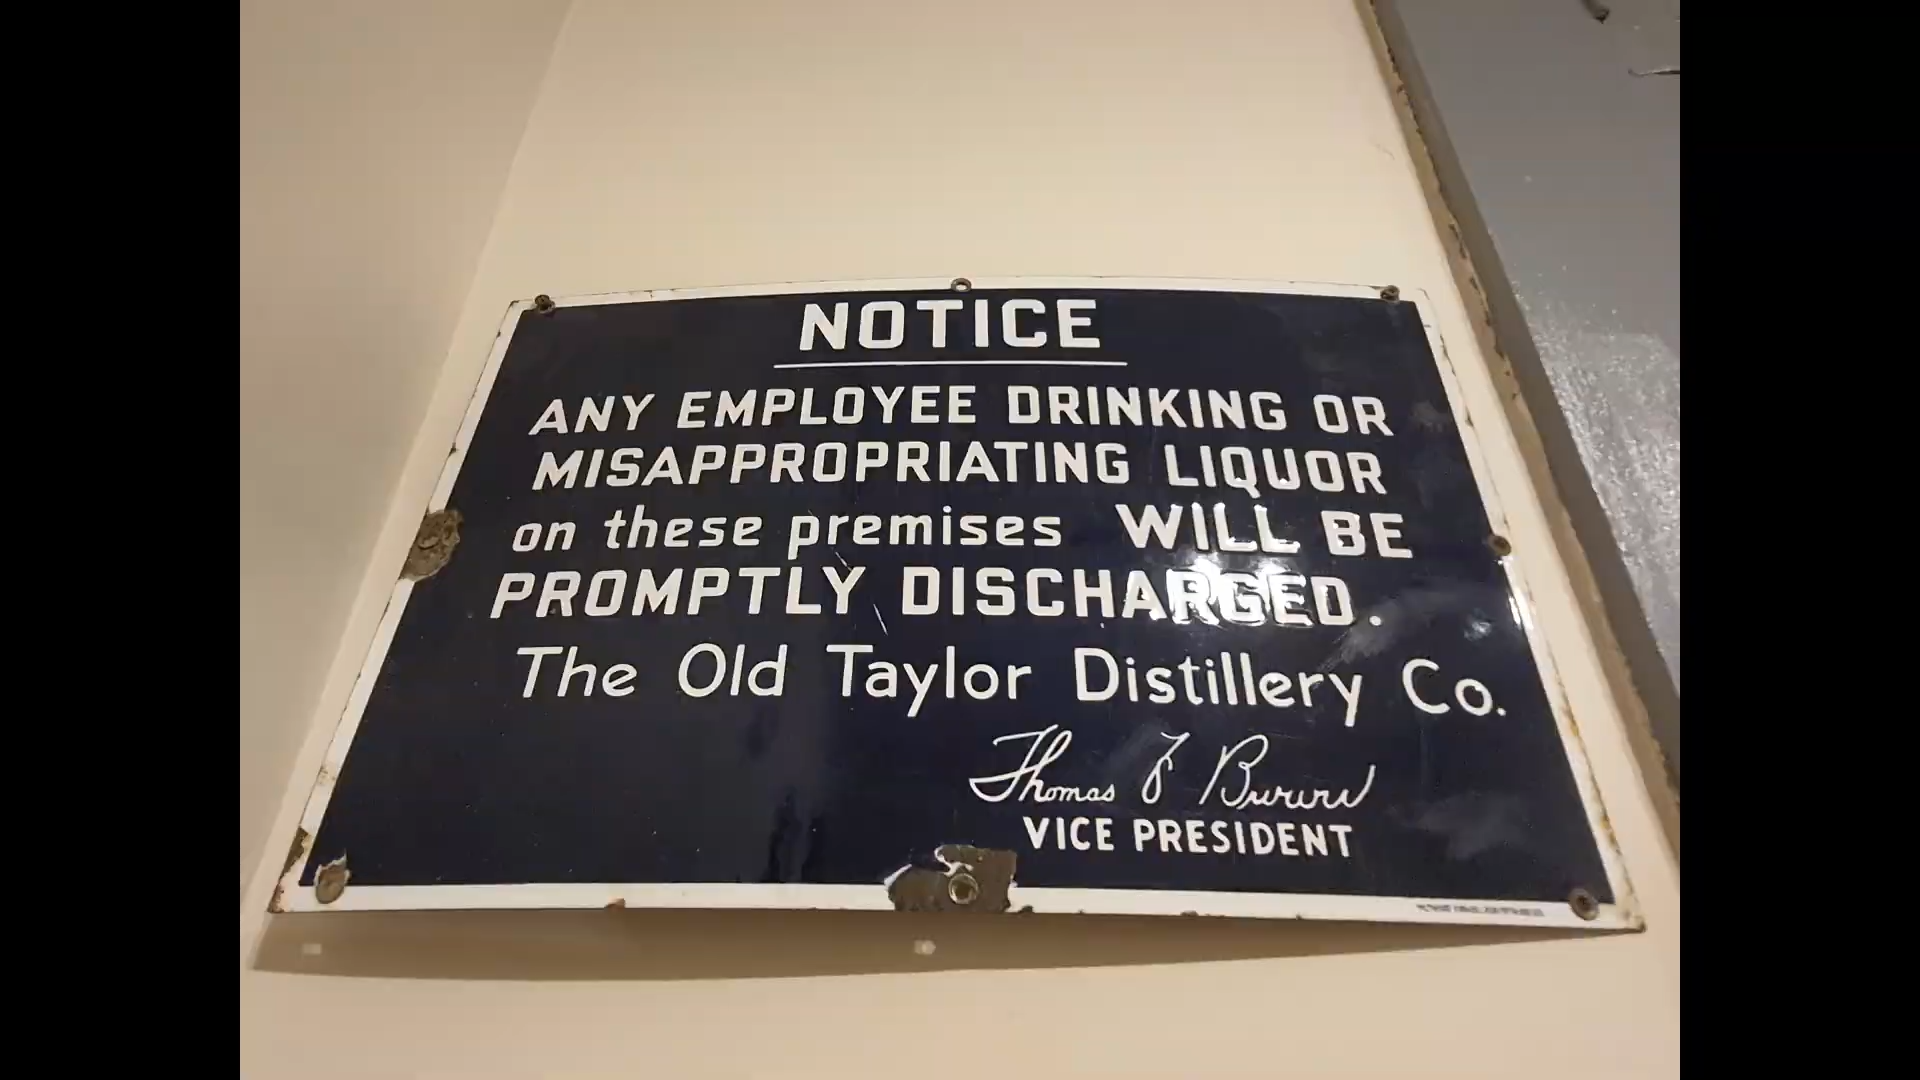 NOTICE
ANY EMPLOYEE DRINKING OR
MISAPPROPRIATING LIQUOR
on these premises WILL BE
PROMPTLY DISCHARGED.
The Old Taylor Distillery Co.
Thomas F
VICE PRESIDENT